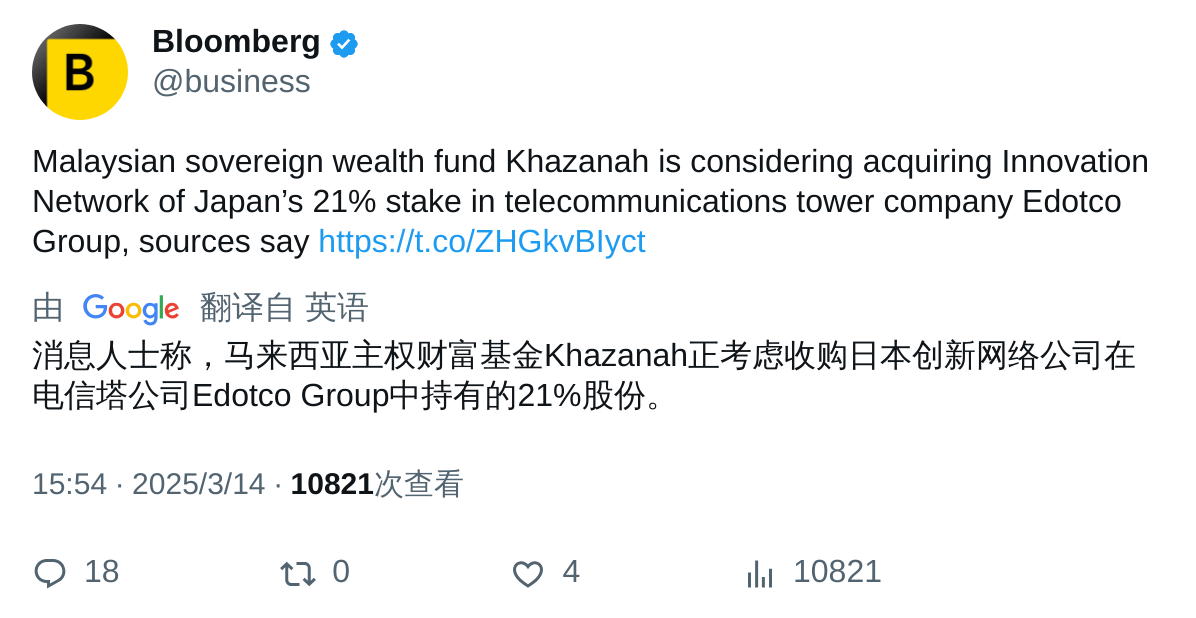 B
Bloomberg
@business
Malaysian sovereign wealth fund Khazanah is considering acquiring Innovation
Network of Japan’s 21% stake in telecommunications tower company Edotco
Group, sources say https://t.co/ZHGkvBIyct
由 Google 翻译自 英语
消息人士称，马来西亚主权财富基金Khazanah正考虑收购日本创新网络公司在
电信塔公司Edotco Group中持有的21%股份。
15:54 · 2025/3/14 · 10821次查看
18 0 4 10821